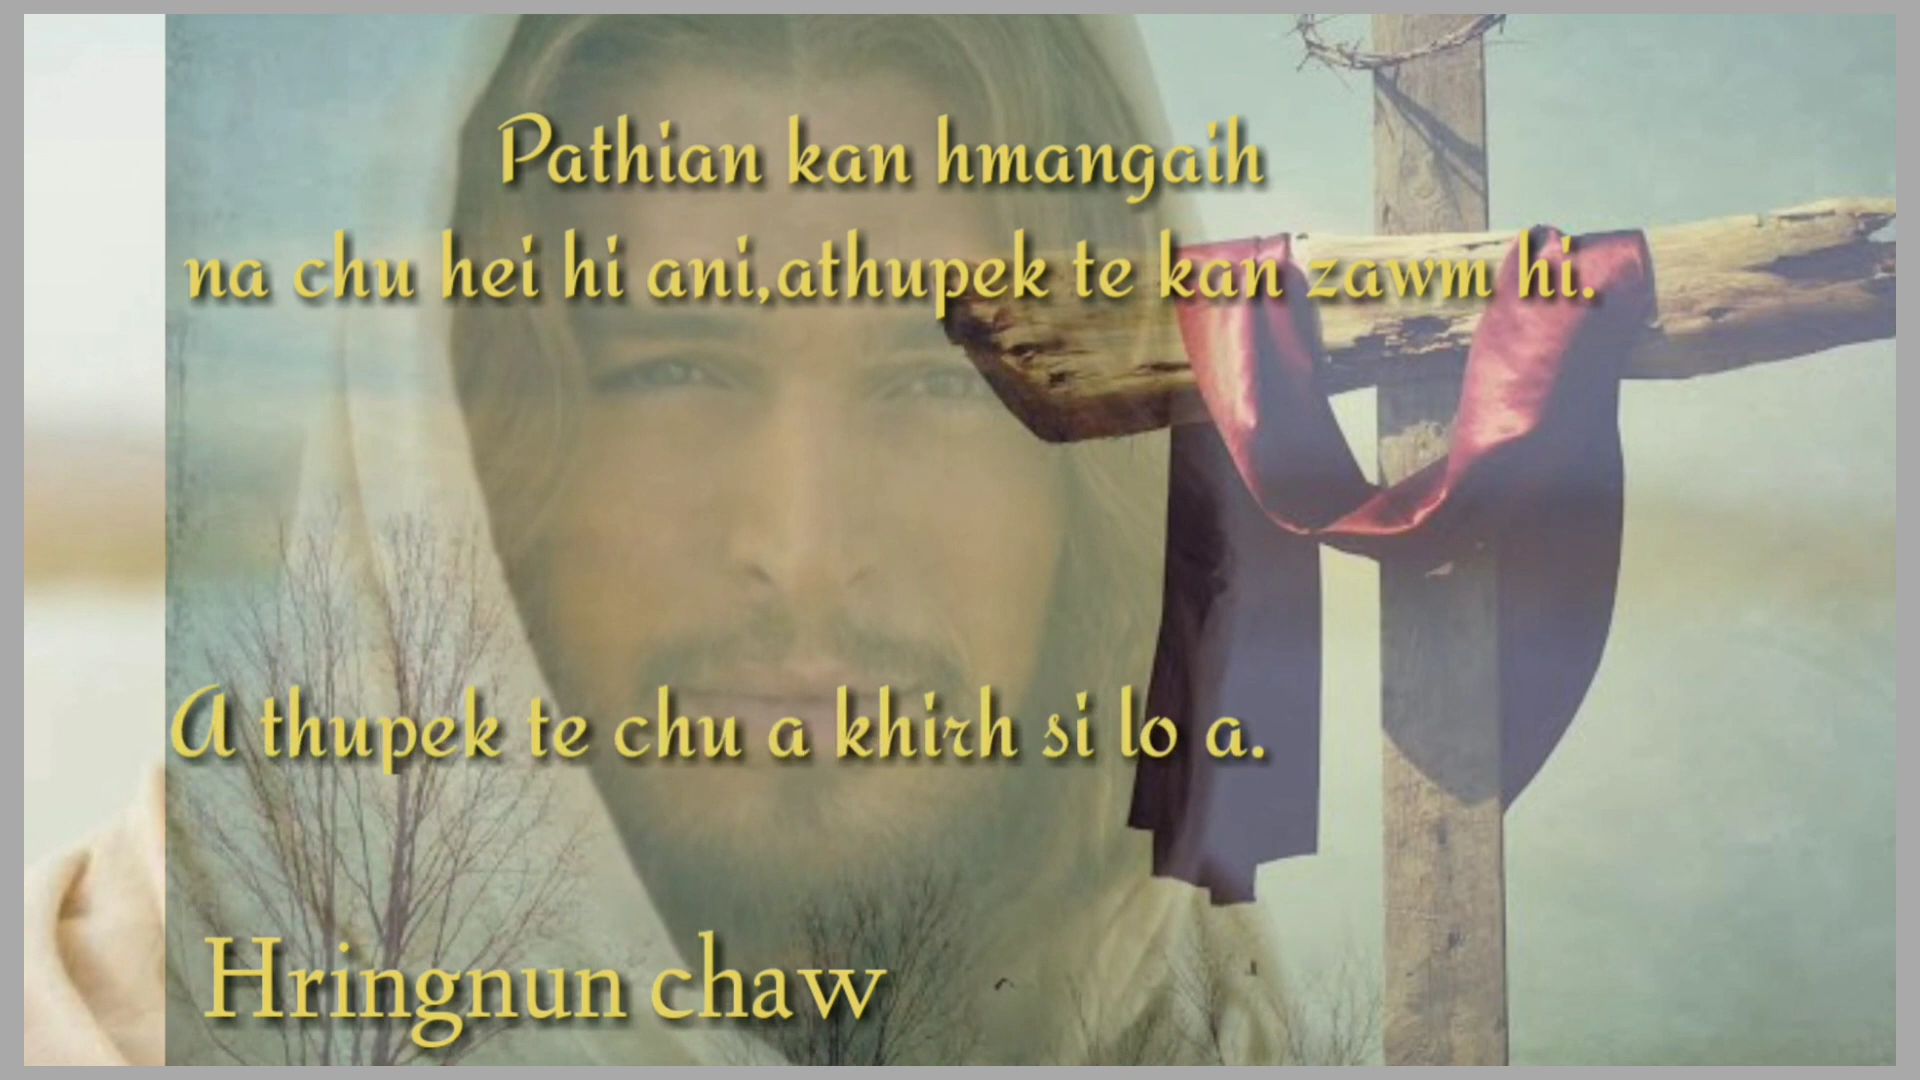 Pathian kan hmangaih
na chu hei hi ani,athupek te kan zawm hi.
A thupek te chu a khirh si lo a.
Hringnun chaw